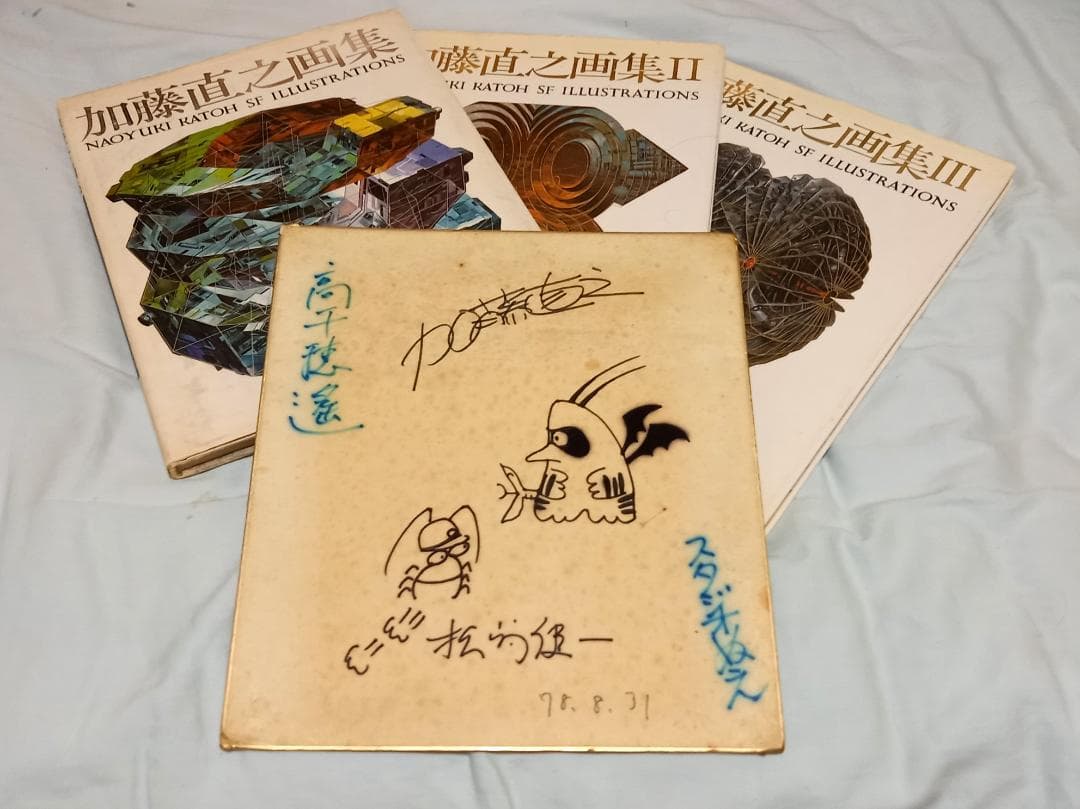 加藤直之画集
NAOYUKI KATOH SF ILLUSTRATIONS
加藤直之画集II
KI KATOH SF ILLUSTRATIONS
藤直之画集III
KI KATOH SF ILLUSTRATIONS
高千穂遙
加藤直之
松崎健一
スタジオぬえ
78.8.31